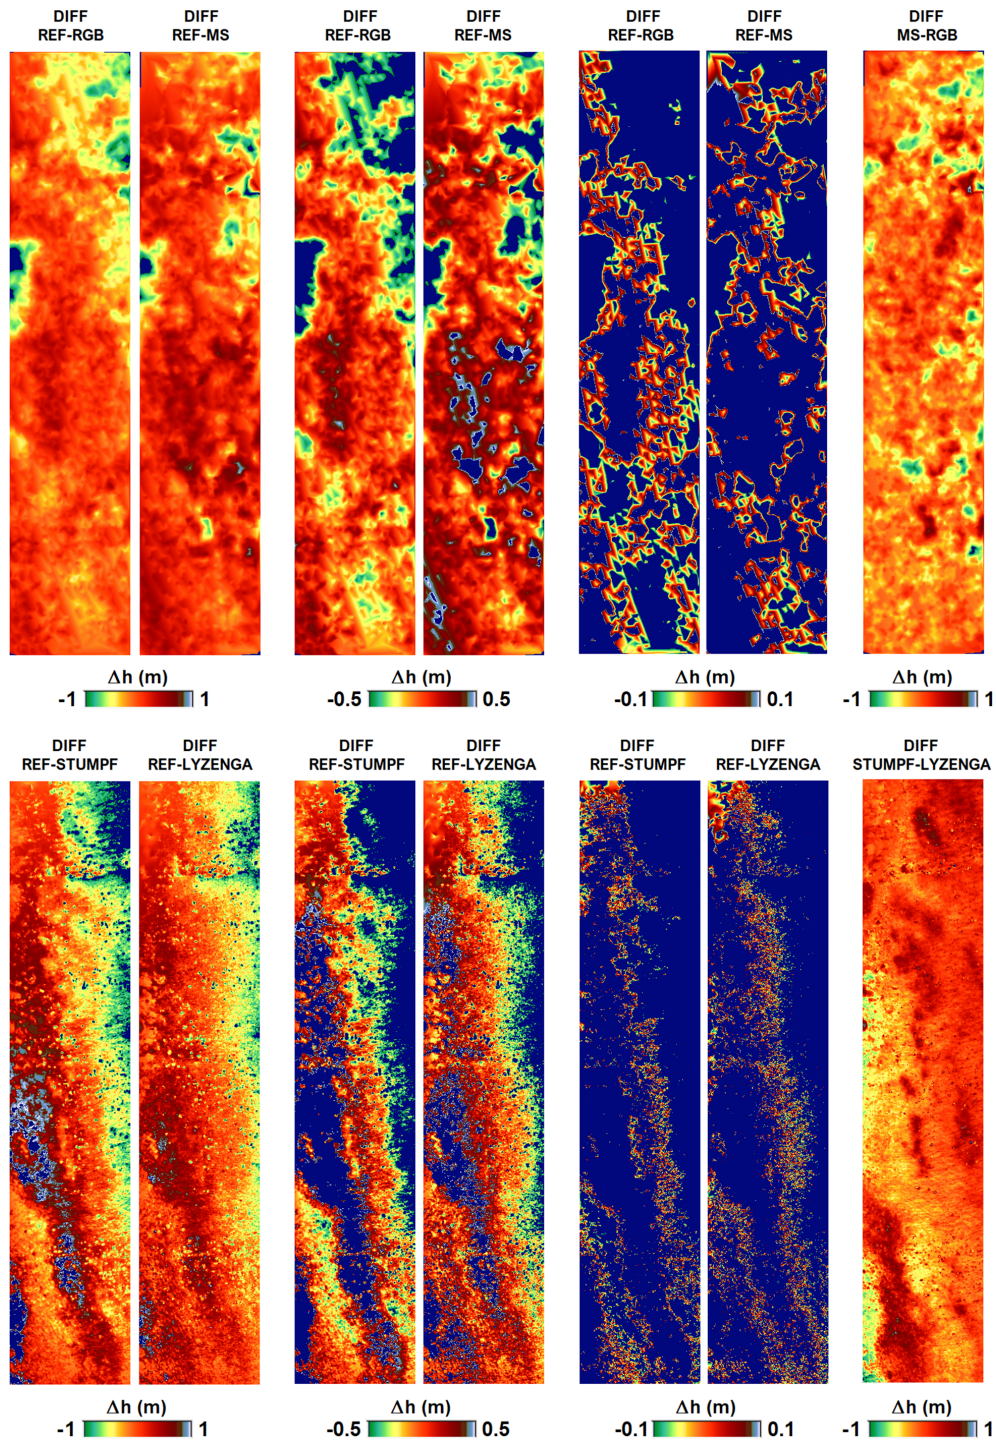 DIFF
REF-RGB
DIFF
REF-MS
DIFF
REF-RGB
DIFF
REF-MS
DIFF
REF-RGB
DIFF
REF-MS
DIFF
MS-RGB
Δh (m)
-1 1
Δh (m)
-0.5 0.5
Δh (m)
-0.1 0.1
Δh (m)
-1 1
DIFF
REF-STUMPF
DIFF
REF-LYZENGA
DIFF
REF-STUMPF
DIFF
REF-LYZENGA
DIFF
REF-STUMPF
DIFF
REF-LYZENGA
DIFF
STUMPF-LYZENGA
Δh (m)
-1 1
Δh (m)
-0.5 0.5
Δh (m)
-0.1 0.1
Δh (m)
-1 1